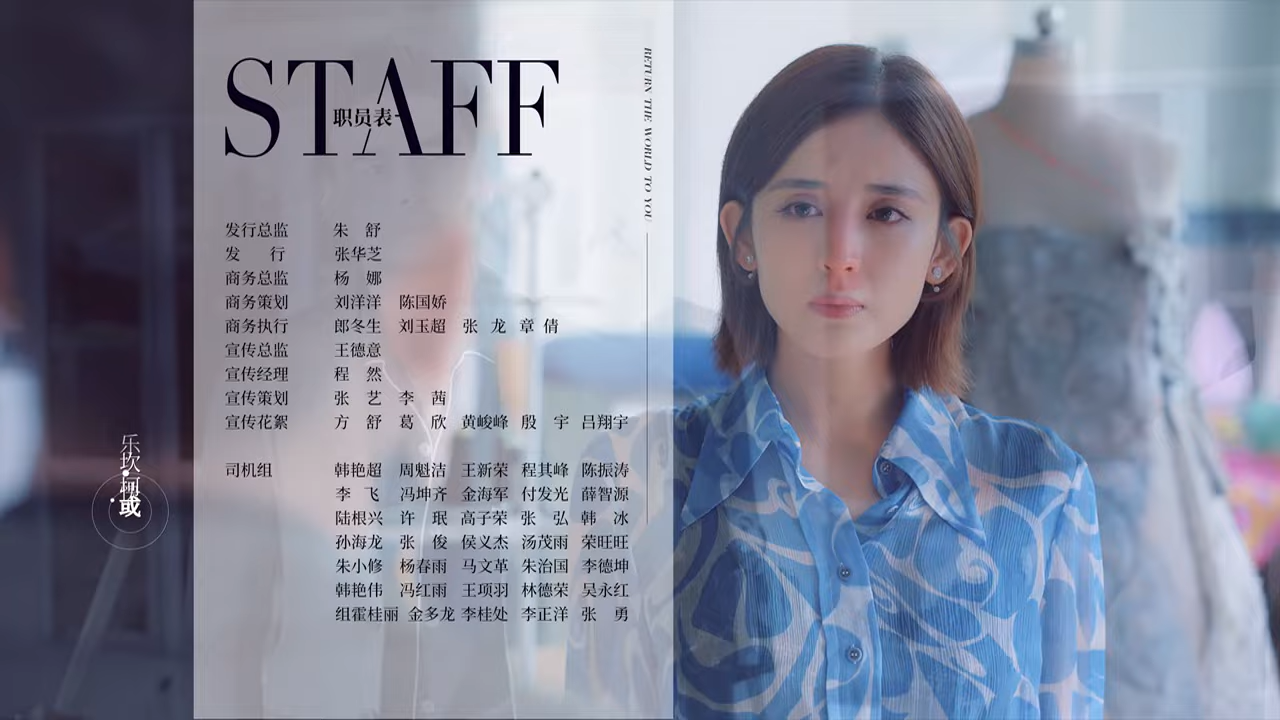 STAFF
职员表
RETURN THE WORLD TO YOU
发行总监 朱 舒
发 行 张华芝
商务总监 杨 娜
商务策划 刘洋洋 陈国娇
商务执行 郎冬生 刘玉超 张 龙 章 倩
宣传总监 王德意
宣传经理 程 然
宣传策划 张 艺 李 茜
宣传花絮 方 舒 葛 欣 黄峻峰 殷 宇 吕翔宇
司机组 韩艳超 周魁洁 王新荣 程其峰 陈振涛
李 飞 冯坤齐 金海军 付发光 薛智源
陆根兴 许 珉 高子荣 张 弘 韩 冰
孙海龙 张 俊 侯义杰 汤茂雨 荣旺旺
朱小修 杨春雨 马文革 朱治国 李德坤
韩艳伟 冯红雨 王项羽 林德荣 吴永红
组霍桂丽 金多龙 李桂处 李正洋 张 勇